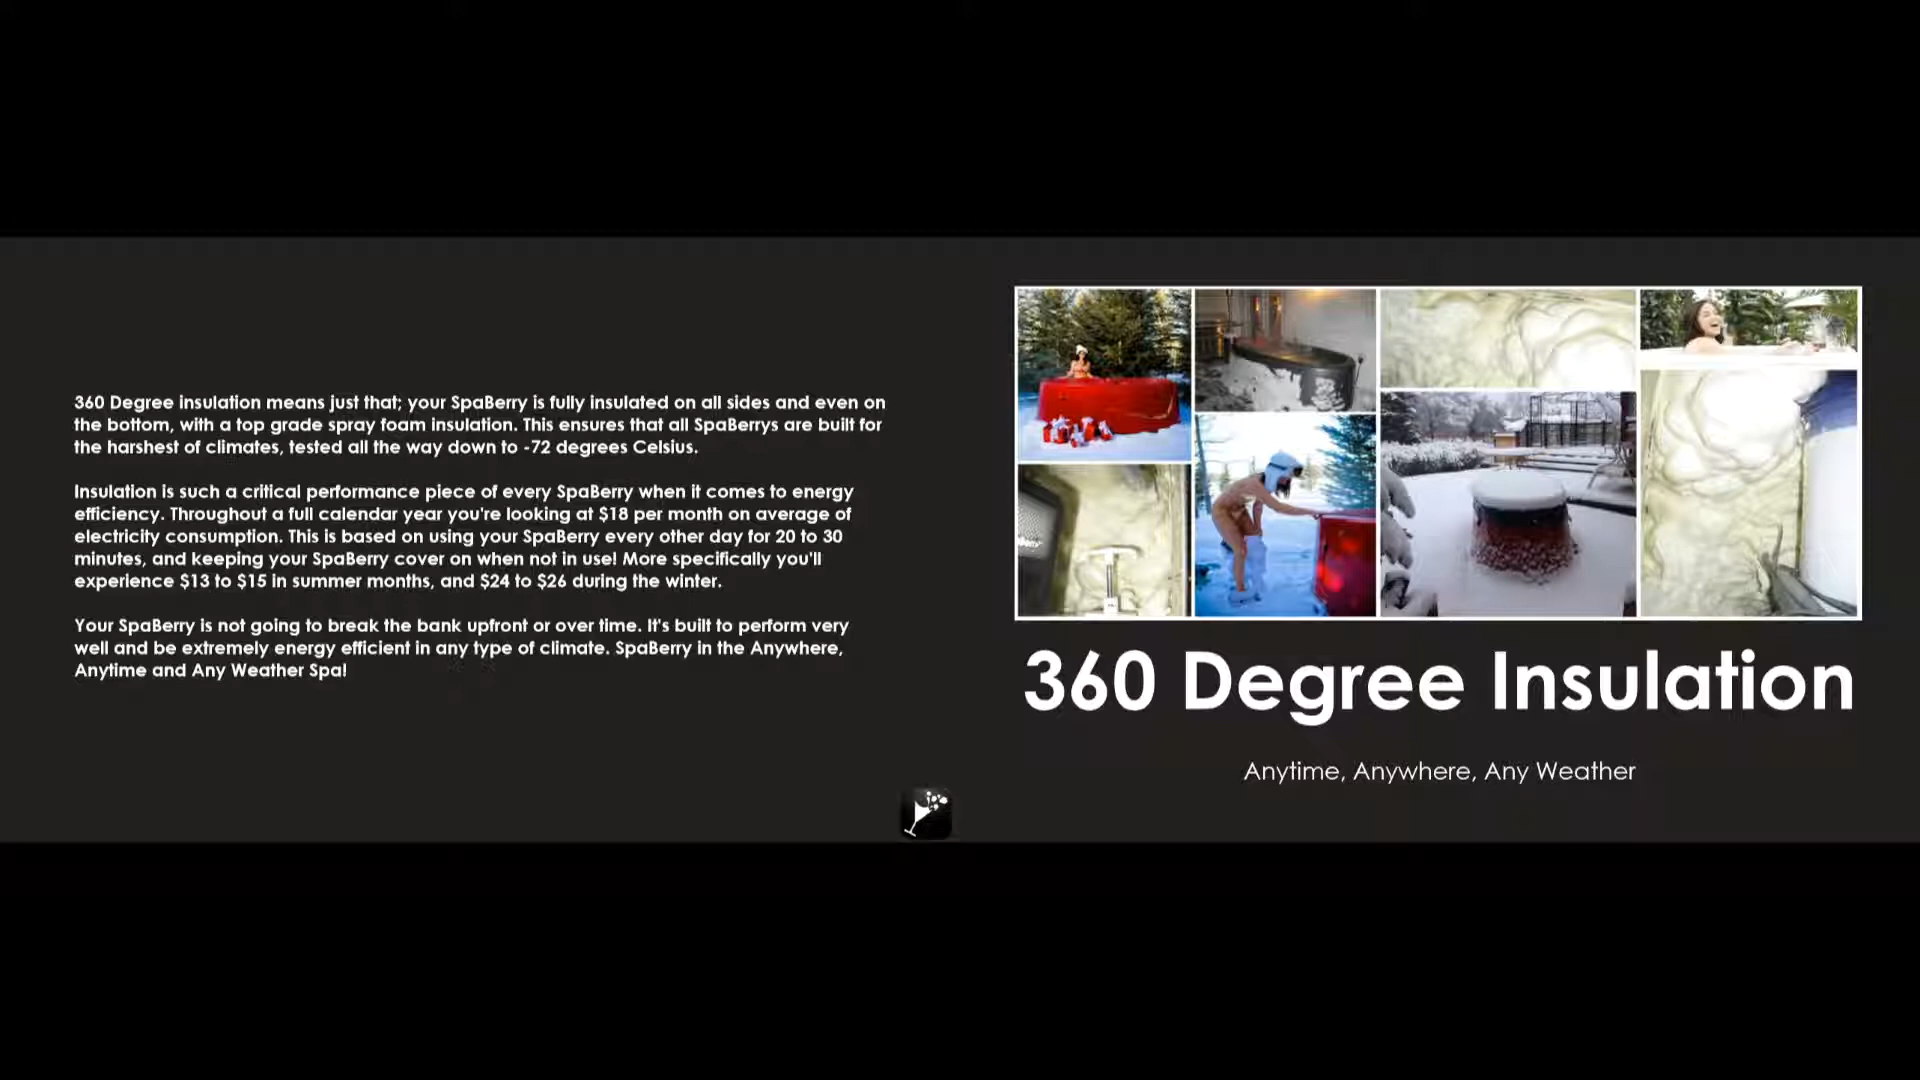 360 Degree insulation means just that; your SpaBerry is fully insulated on all sides and even on
the bottom, with a top grade spray foam insulation. This ensures that all SpaBerrys are built for
the harshest of climates, tested all the way down to -72 degrees Celsius.
Insulation is such a critical performance piece of every SpaBerry when it comes to energy
efficiency. Throughout a full calendar year you're looking at $18 per month on average of
electricity consumption. This is based on using your SpaBerry every other day for 20 to 30
minutes, and keeping your SpaBerry cover on when not in use! More specifically you'll
experience $13 to $15 in summer months, and $24 to $26 during the winter.
Your SpaBerry is not going to break the bank upfront or over time. It's built to perform very
well and be extremely energy efficient in any type of climate. SpaBerry in the Anywhere,
Anytime and Any Weather Spa!
360 Degree Insulation
Anytime, Anywhere, Any Weather